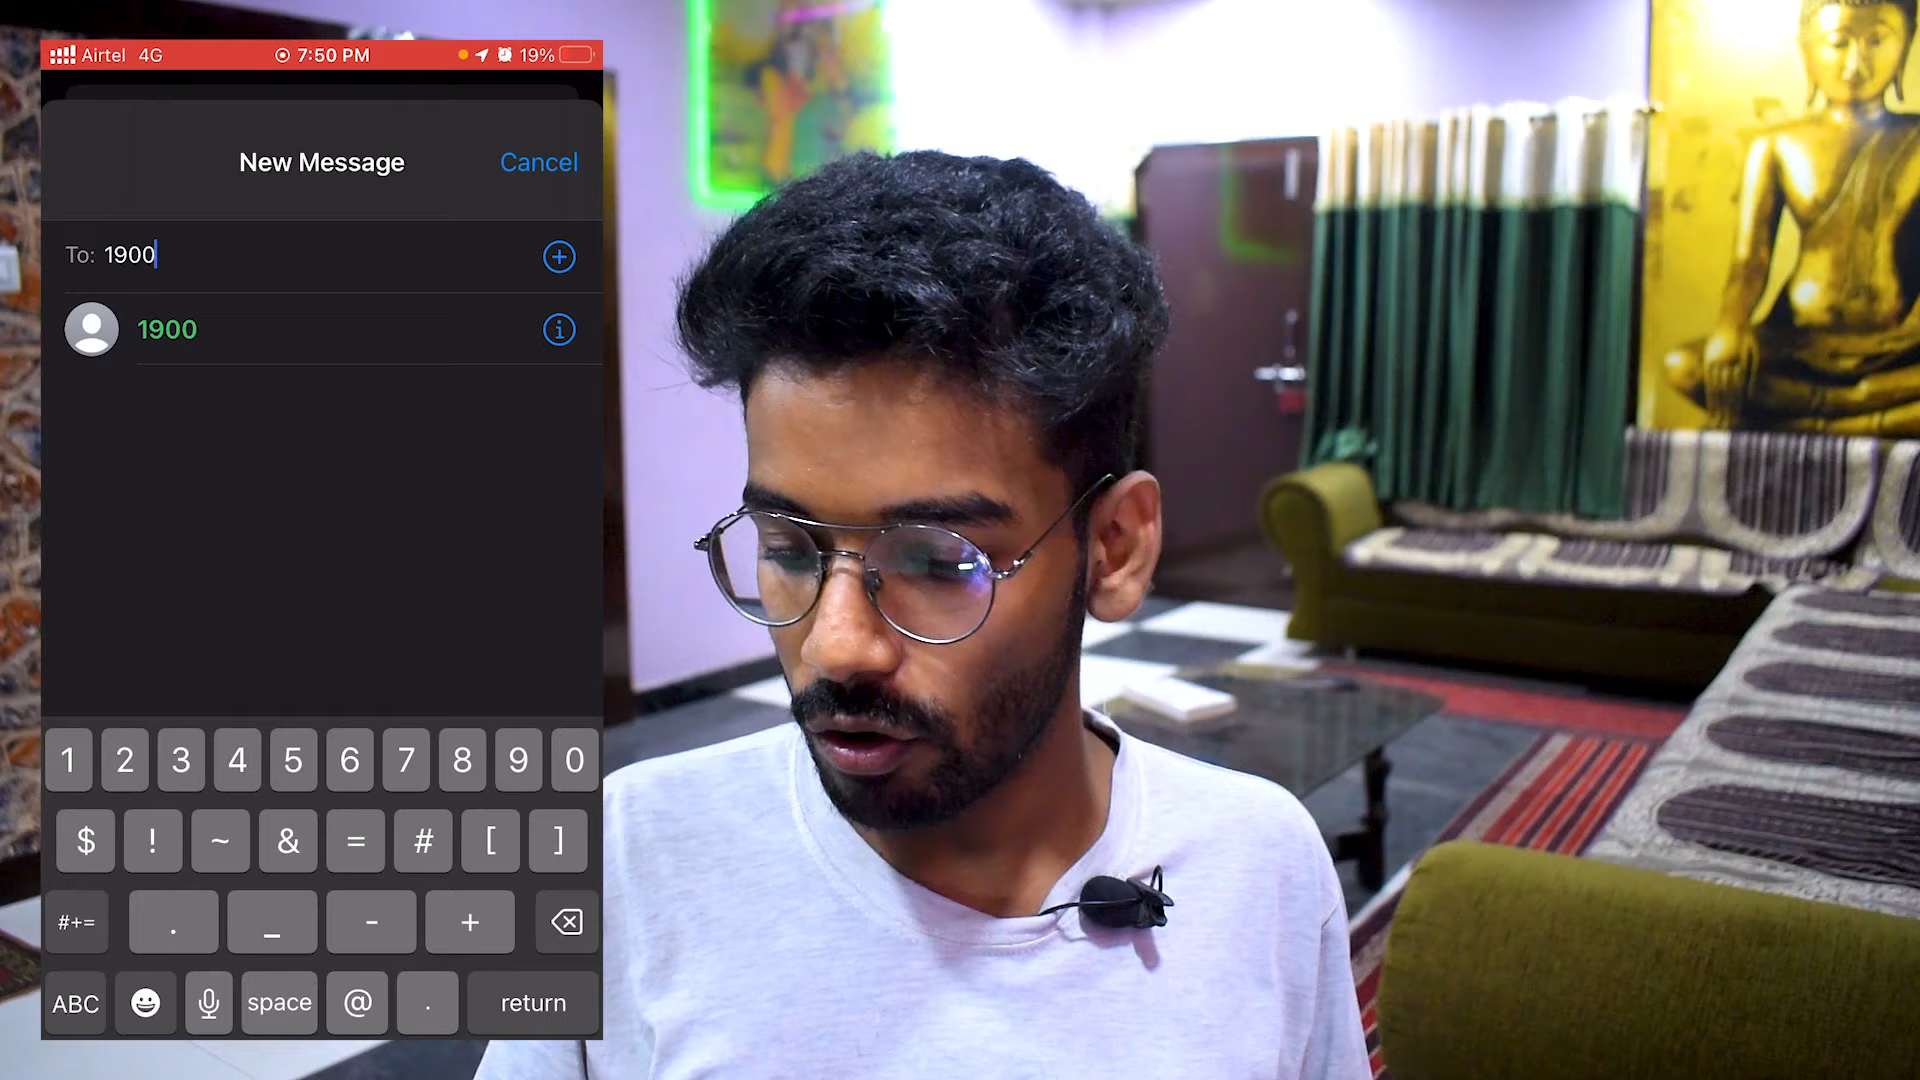 Airtel 4G 7:50 PM 19%
New Message
Cancel
To: 1900
1900
1 2 3 4 5 6 7 8 9 0
$ ! ~ & = # [ ]
#+= . _ - +
ABC space @ . return